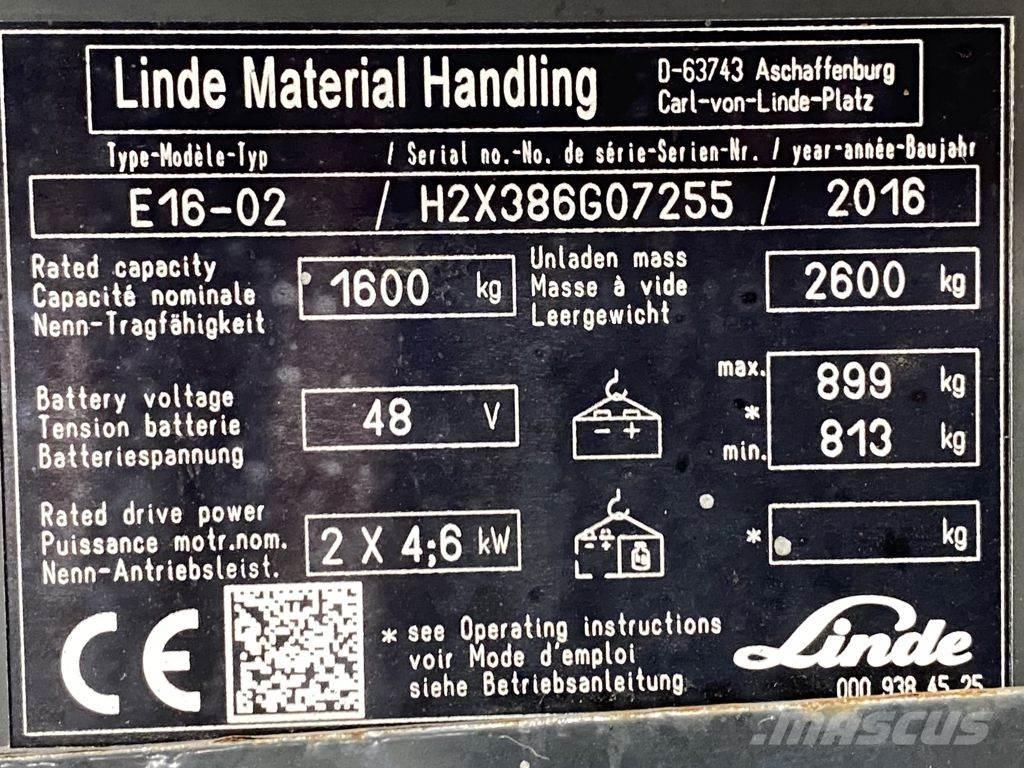 Linde Material Handling
D-63743 Aschaffenburg
Carl-von-Linde-Platz
Type-Modèle-Typ / Serial no.-No. de série-Serien-Nr. / year-année-Baujahr
E16-02 / H2X386G07255 / 2016
Rated capacity
Capacité nominale
Nenn-Tragfähigkeit
1600 kg
Unladen mass
Masse à vide
Leergewicht
2600 kg
Battery voltage
Tension batterie
Batteriespannung
48 V
- +
max.
*
min.
899 kg
813 kg
Rated drive power
Puissance motr.nom.
Nenn-Antriebsleist.
2 X 4;6 kW
- +
kg
* kg
CE
* see Operating instructions
voir Mode d'emploi
siehe Betriebsanleitung
Linde
000 938 45 25
MASCUS